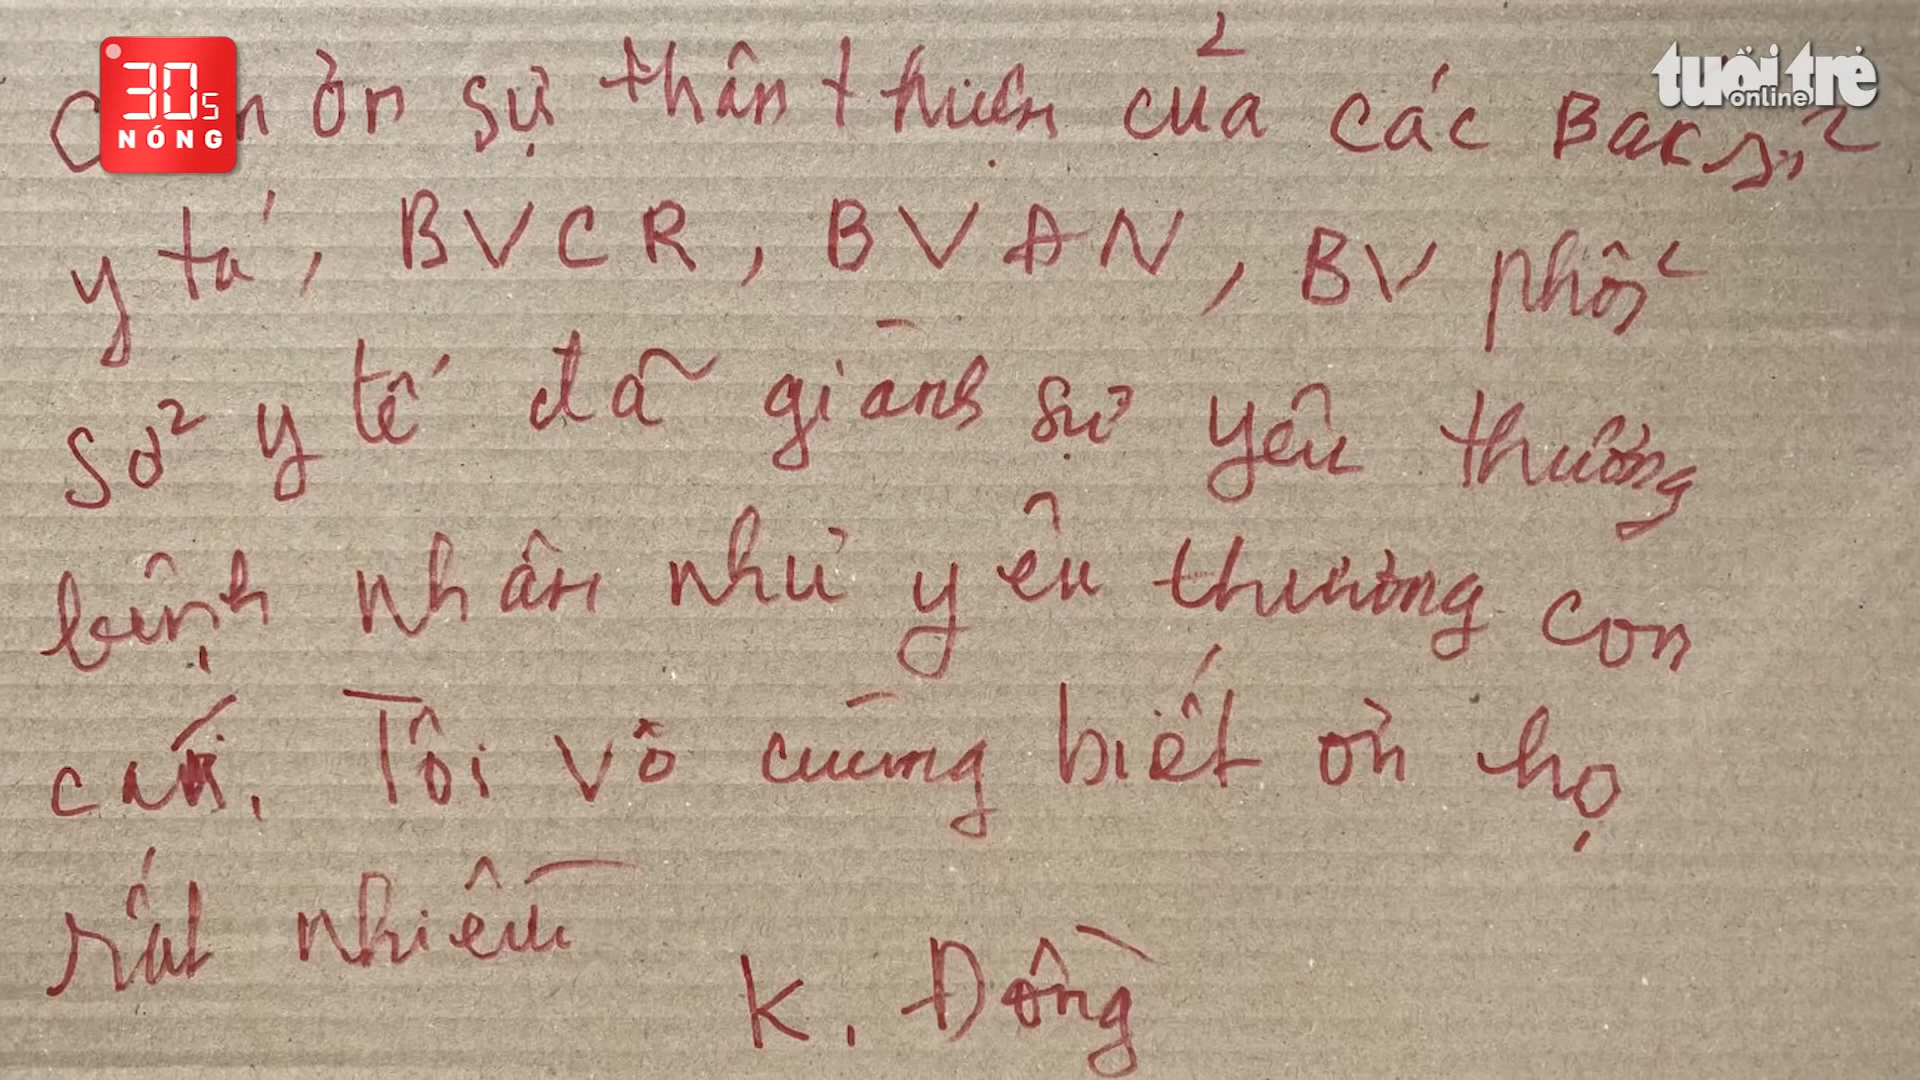 30s
NÓNG
tuổi trẻ
online
ơn sự thân thiện của các Bác sĩ
y tá, BVCR, BVAN, BV phổi
Sở y tế đã giành sự yêu thương
bệnh nhân như yêu thương con
cái. Tôi vô cùng biết ơn họ
rất nhiều
K. Đồng